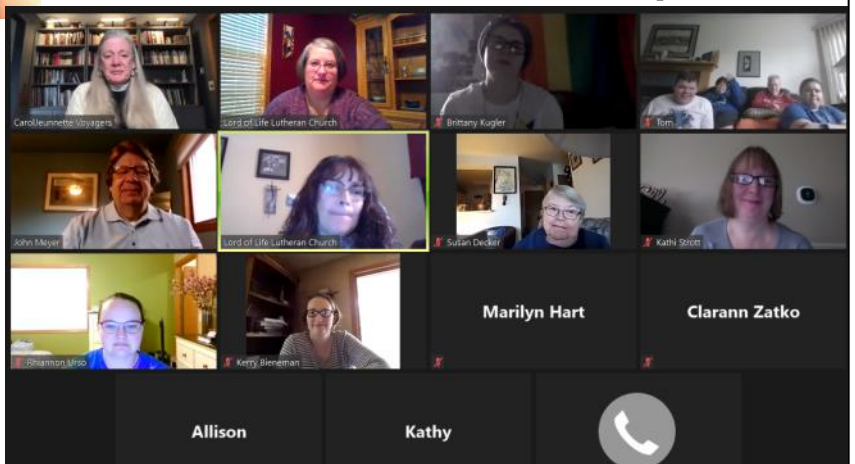 CarolJeunnette Voyagers
Lord of Life Lutheran Church
Brittany Kugler
Tom
John Meyer
Lord of Life Lutheran Church
Susan Decker
Kathi Strott
Rhiannon Urso
Kerry Bieneman
Marilyn Hart
Clarann Zatko
Allison
Kathy